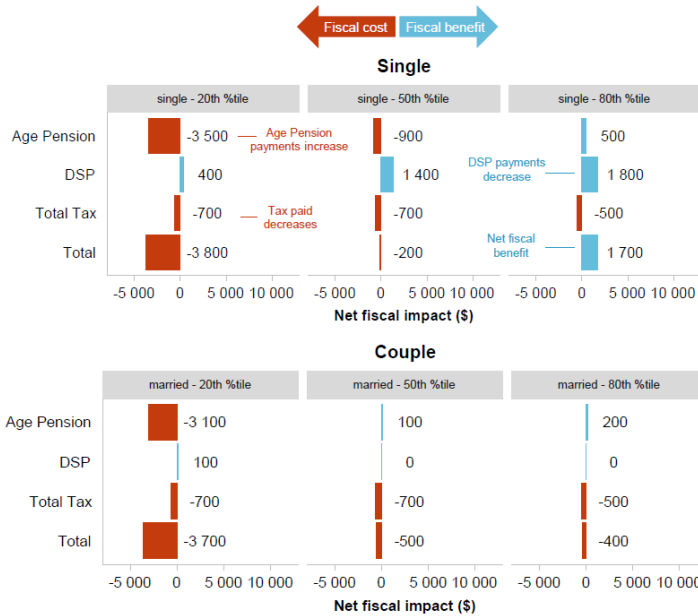 Fiscal cost Fiscal benefit
Single
single - 20th %tile single - 50th %tile single - 80th %tile
Age Pension -3 500 Age Pension payments increase -900 500
DSP 400 1 400 DSP payments decrease 1 800
Total Tax -700 Tax paid decreases -700 -500
Total -3 800 -200 Net fiscal benefit 1 700
-5 000 0 5 000 10 000 -5 000 0 5 000 10 000 -5 000 0 5 000 10 000
Net fiscal impact ($)
Couple
married - 20th %tile married - 50th %tile married - 80th %tile
Age Pension -3 100 100 200
DSP 100 0 0
Total Tax -700 -700 -500
Total -3 700 -500 -400
-5 000 0 5 000 10 000 -5 000 0 5 000 10 000 -5 000 0 5 000 10 000
Net fiscal impact ($)